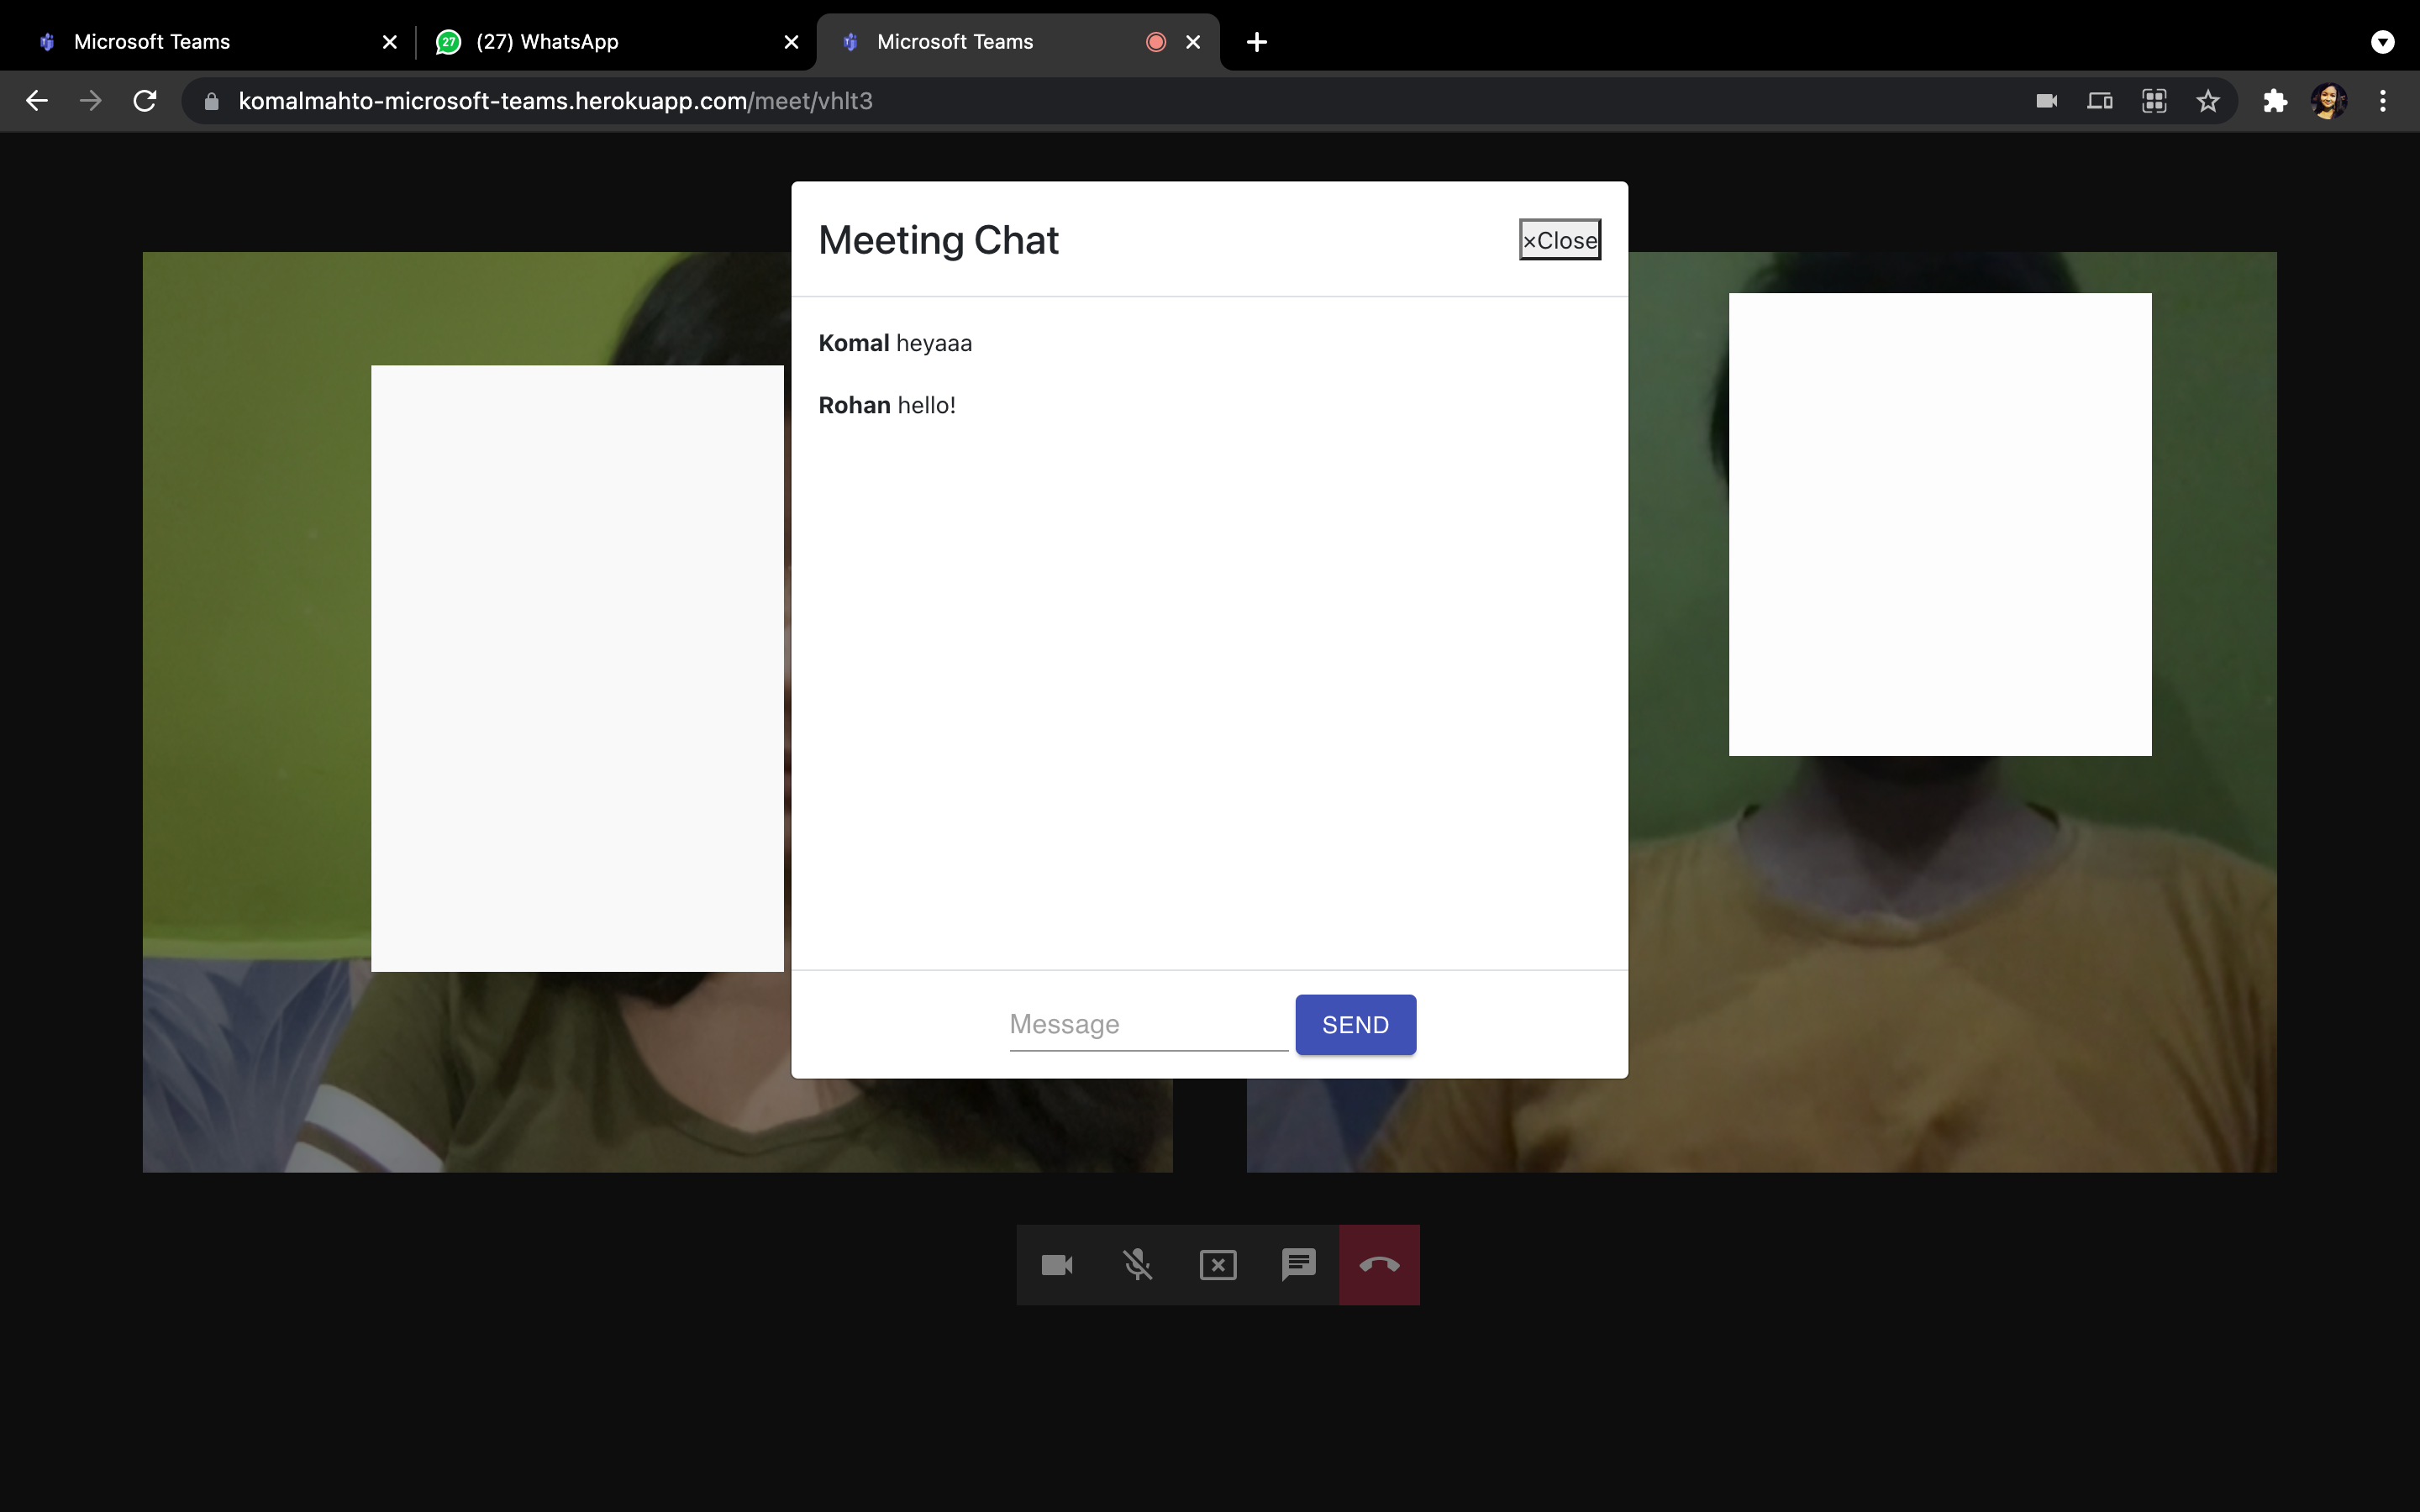 Microsoft Teams
27
(27) WhatsApp
Microsoft Teams
komalmahto-microsoft-teams.herokuapp.com/meet/vhlt3
Meeting Chat
×Close
Komal heyaaa
Rohan hello!
Message
SEND